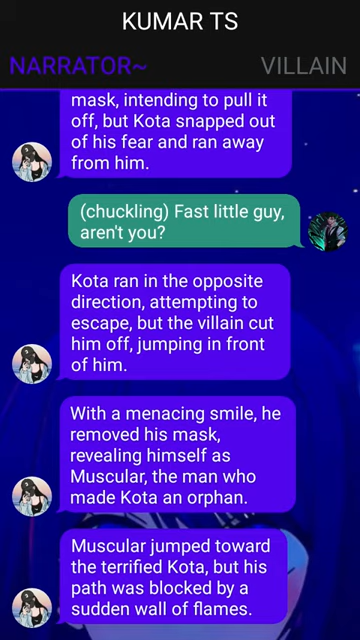 KUMAR TS
NARRATOR~ VILLAIN
mask, intending to pull it
off, but Kota snapped out
of his fear and ran away
from him.
(chuckling) Fast little guy,
aren't you?
Kota ran in the opposite
direction, attempting to
escape, but the villain cut
him off, jumping in front
of him.
With a menacing smile, he
removed his mask,
revealing himself as
Muscular, the man who
made Kota an orphan.
Muscular jumped toward
the terrified Kota, but his
path was blocked by a
sudden wall of flames.